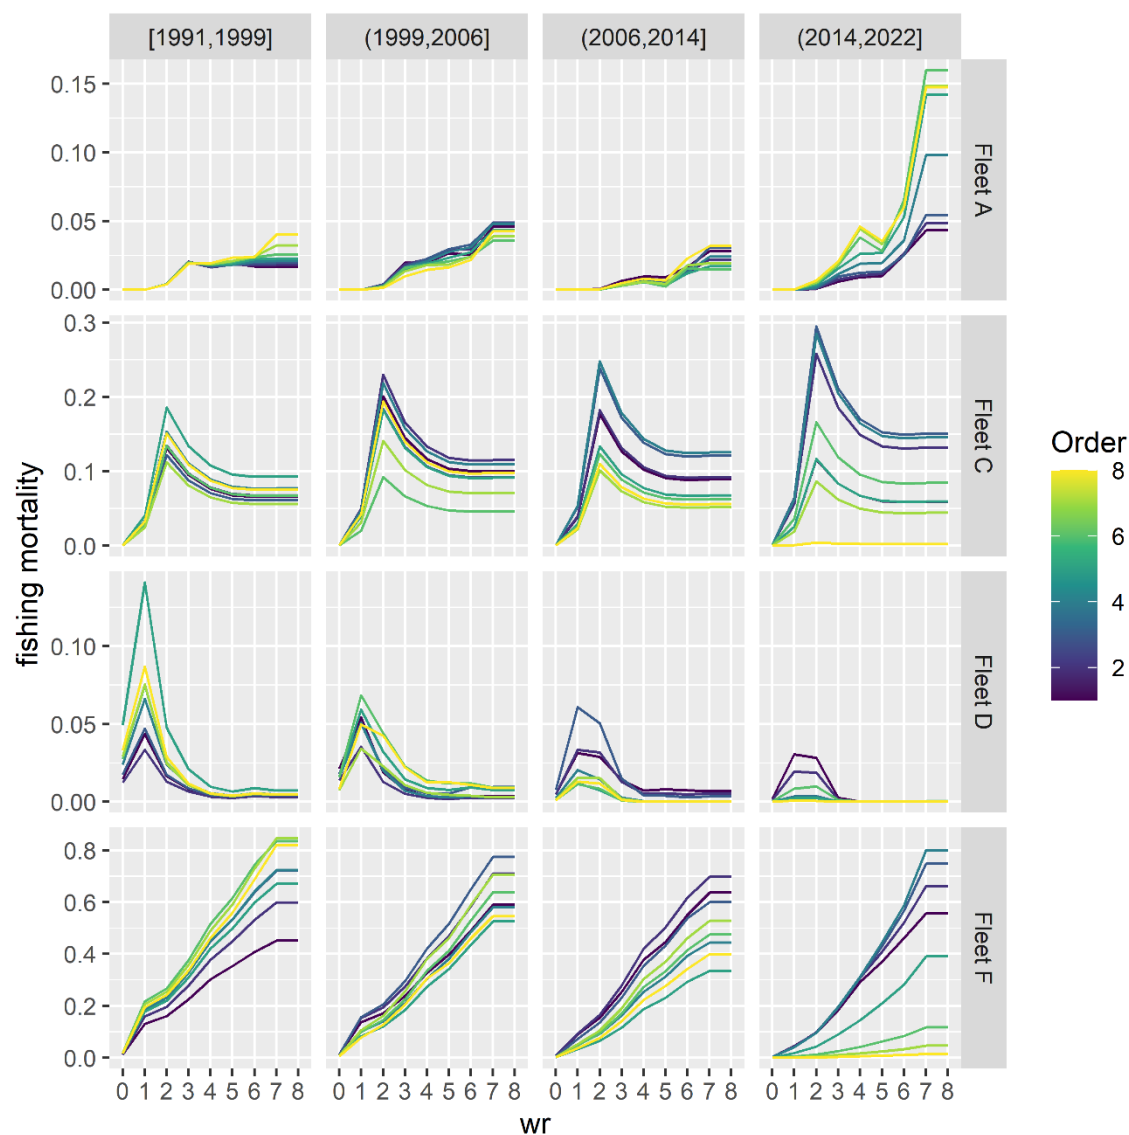 [1991,1999] (1999,2006] (2006,2014] (2014,2022]
fishing mortality
0.15
0.10
0.05
0.00
Fleet A
0.3
0.2
0.1
0.0
Fleet C
0.10
0.05
0.00
Fleet D
0.8
0.6
0.4
0.2
0.0
Fleet F
0 1 2 3 4 5 6 7 8 0 1 2 3 4 5 6 7 8 0 1 2 3 4 5 6 7 8 0 1 2 3 4 5 6 7 8
wr
Order
8
6
4
2